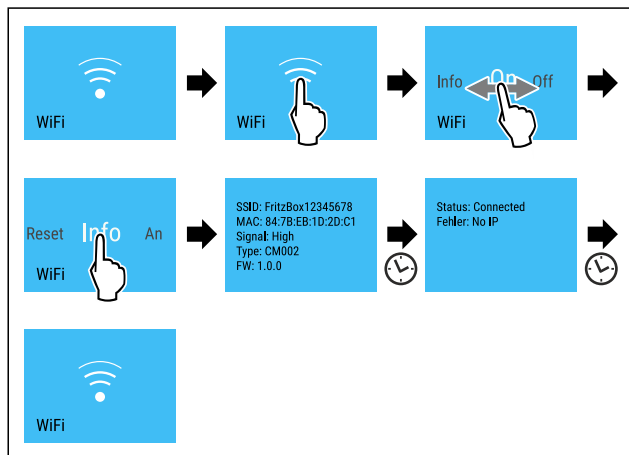 WiFi
WiFi
Info On Off
WiFi
Reset Info An
WiFi
SSID: FritzBox12345678
MAC: 84:7B:EB:1D:2D:C1
Signal: High
Type: CM002
FW: 1.0.0
Status: Connected
Fehler: No IP
WiFi